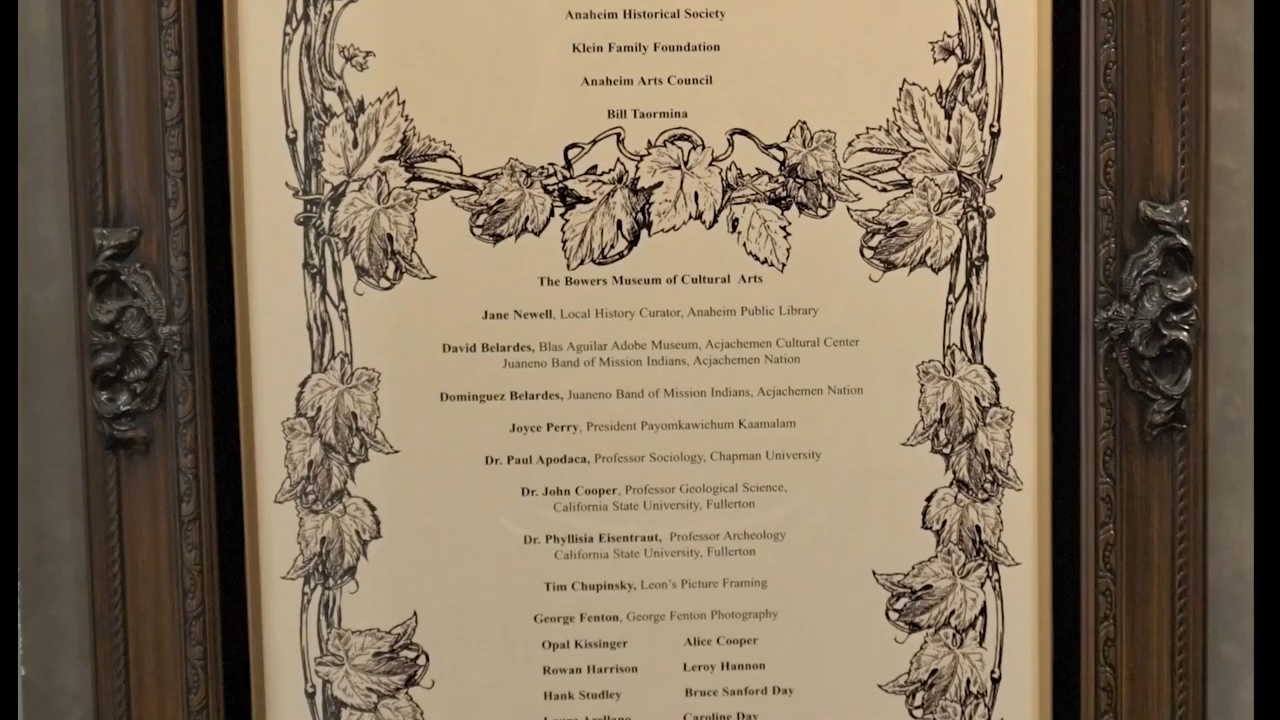 Anaheim Historical Society
Klein Family Foundation
Anaheim Arts Council
Bill Taormina
The Bowers Museum of Cultural Arts
Jane Newell, Local History Curator, Anaheim Public Library
David Belardes, Blas Aguilar Adobe Museum, Acjachemen Cultural Center
Juaneno Band of Mission Indians, Acjachemen Nation
Dominguez Belardes, Juaneno Band of Mission Indians, Acjachemen Nation
Joyce Perry, President Payomkawichum Kaamalam
Dr. Paul Apodaca, Professor Sociology, Chapman University
Dr. John Cooper, Professor Geological Science,
California State University, Fullerton
Dr. Phyllisia Eisentraut, Professor Archeology
California State University, Fullerton
Tim Chupinsky, Leon's Picture Framing
George Fenton, George Fenton Photography
Opal Kissinger Alice Cooper
Rowan Harrison Leroy Hannon
Hank Studley Bruce Sanford Day
Caroline Day